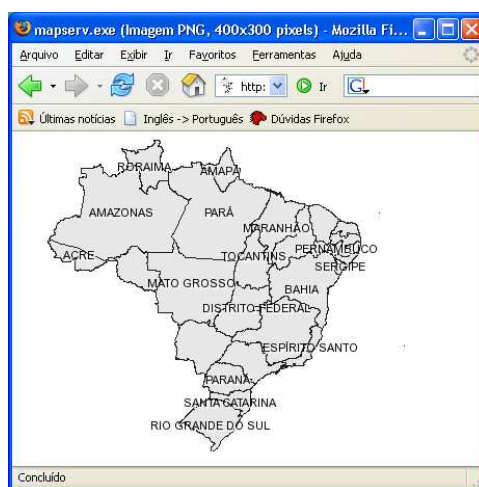 mapserv.exe (Imagem PNG, 400x300 pixels) - Mozilla Fi...
Arquivo Editar Exibir Ir Favoritos Ferramentas Ajuda
http: Ir G
Últimas notícias Inglês -> Português Dúvidas Firefox
RORAIMA AMAPÁ
AMAZONAS PARÁ
MARANHÃO
ACRE TOCANTINS PERNAMBUCO
SERGIPE
MATO GROSSO BAHIA
DISTRITO FEDERAL
ESPÍRITO SANTO
PARANÁ
SANTA CATARINA
RIO GRANDE DO SUL
Concluído